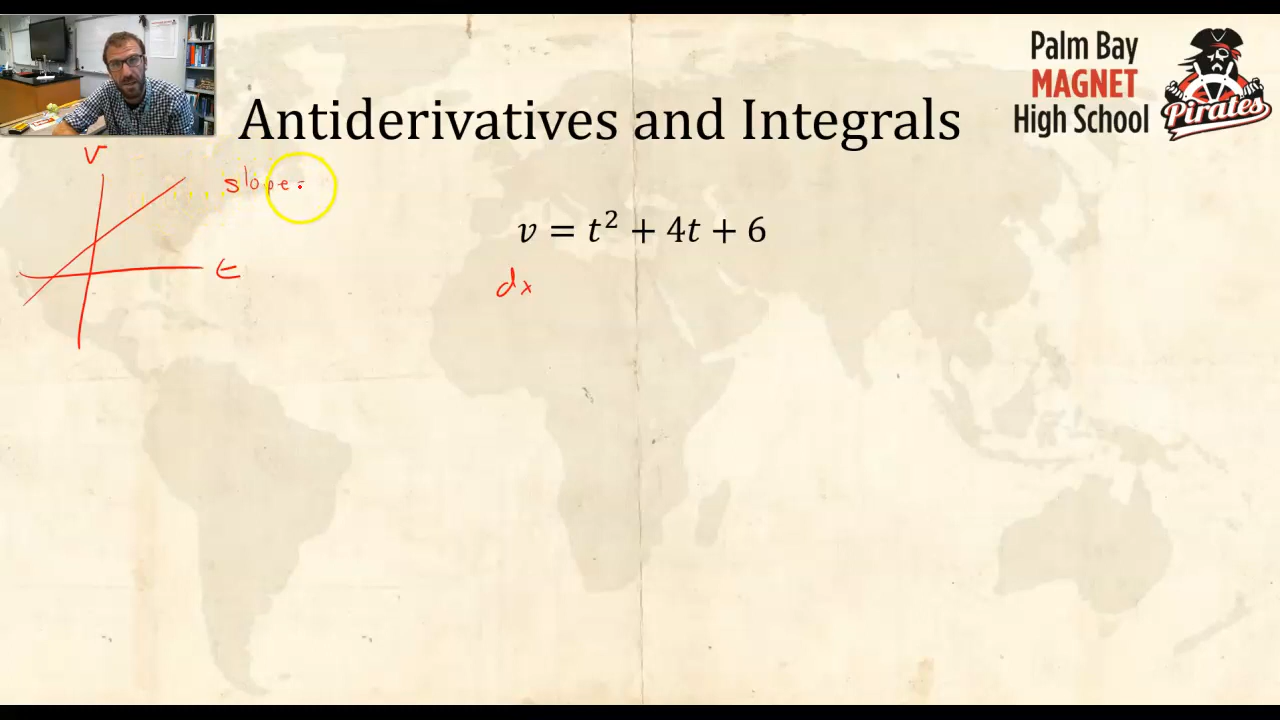 Palm Bay
MAGNET
High School
Pirates
Antiderivatives and Integrals
v
slope=
v = t² + 4t + 6
t
dx